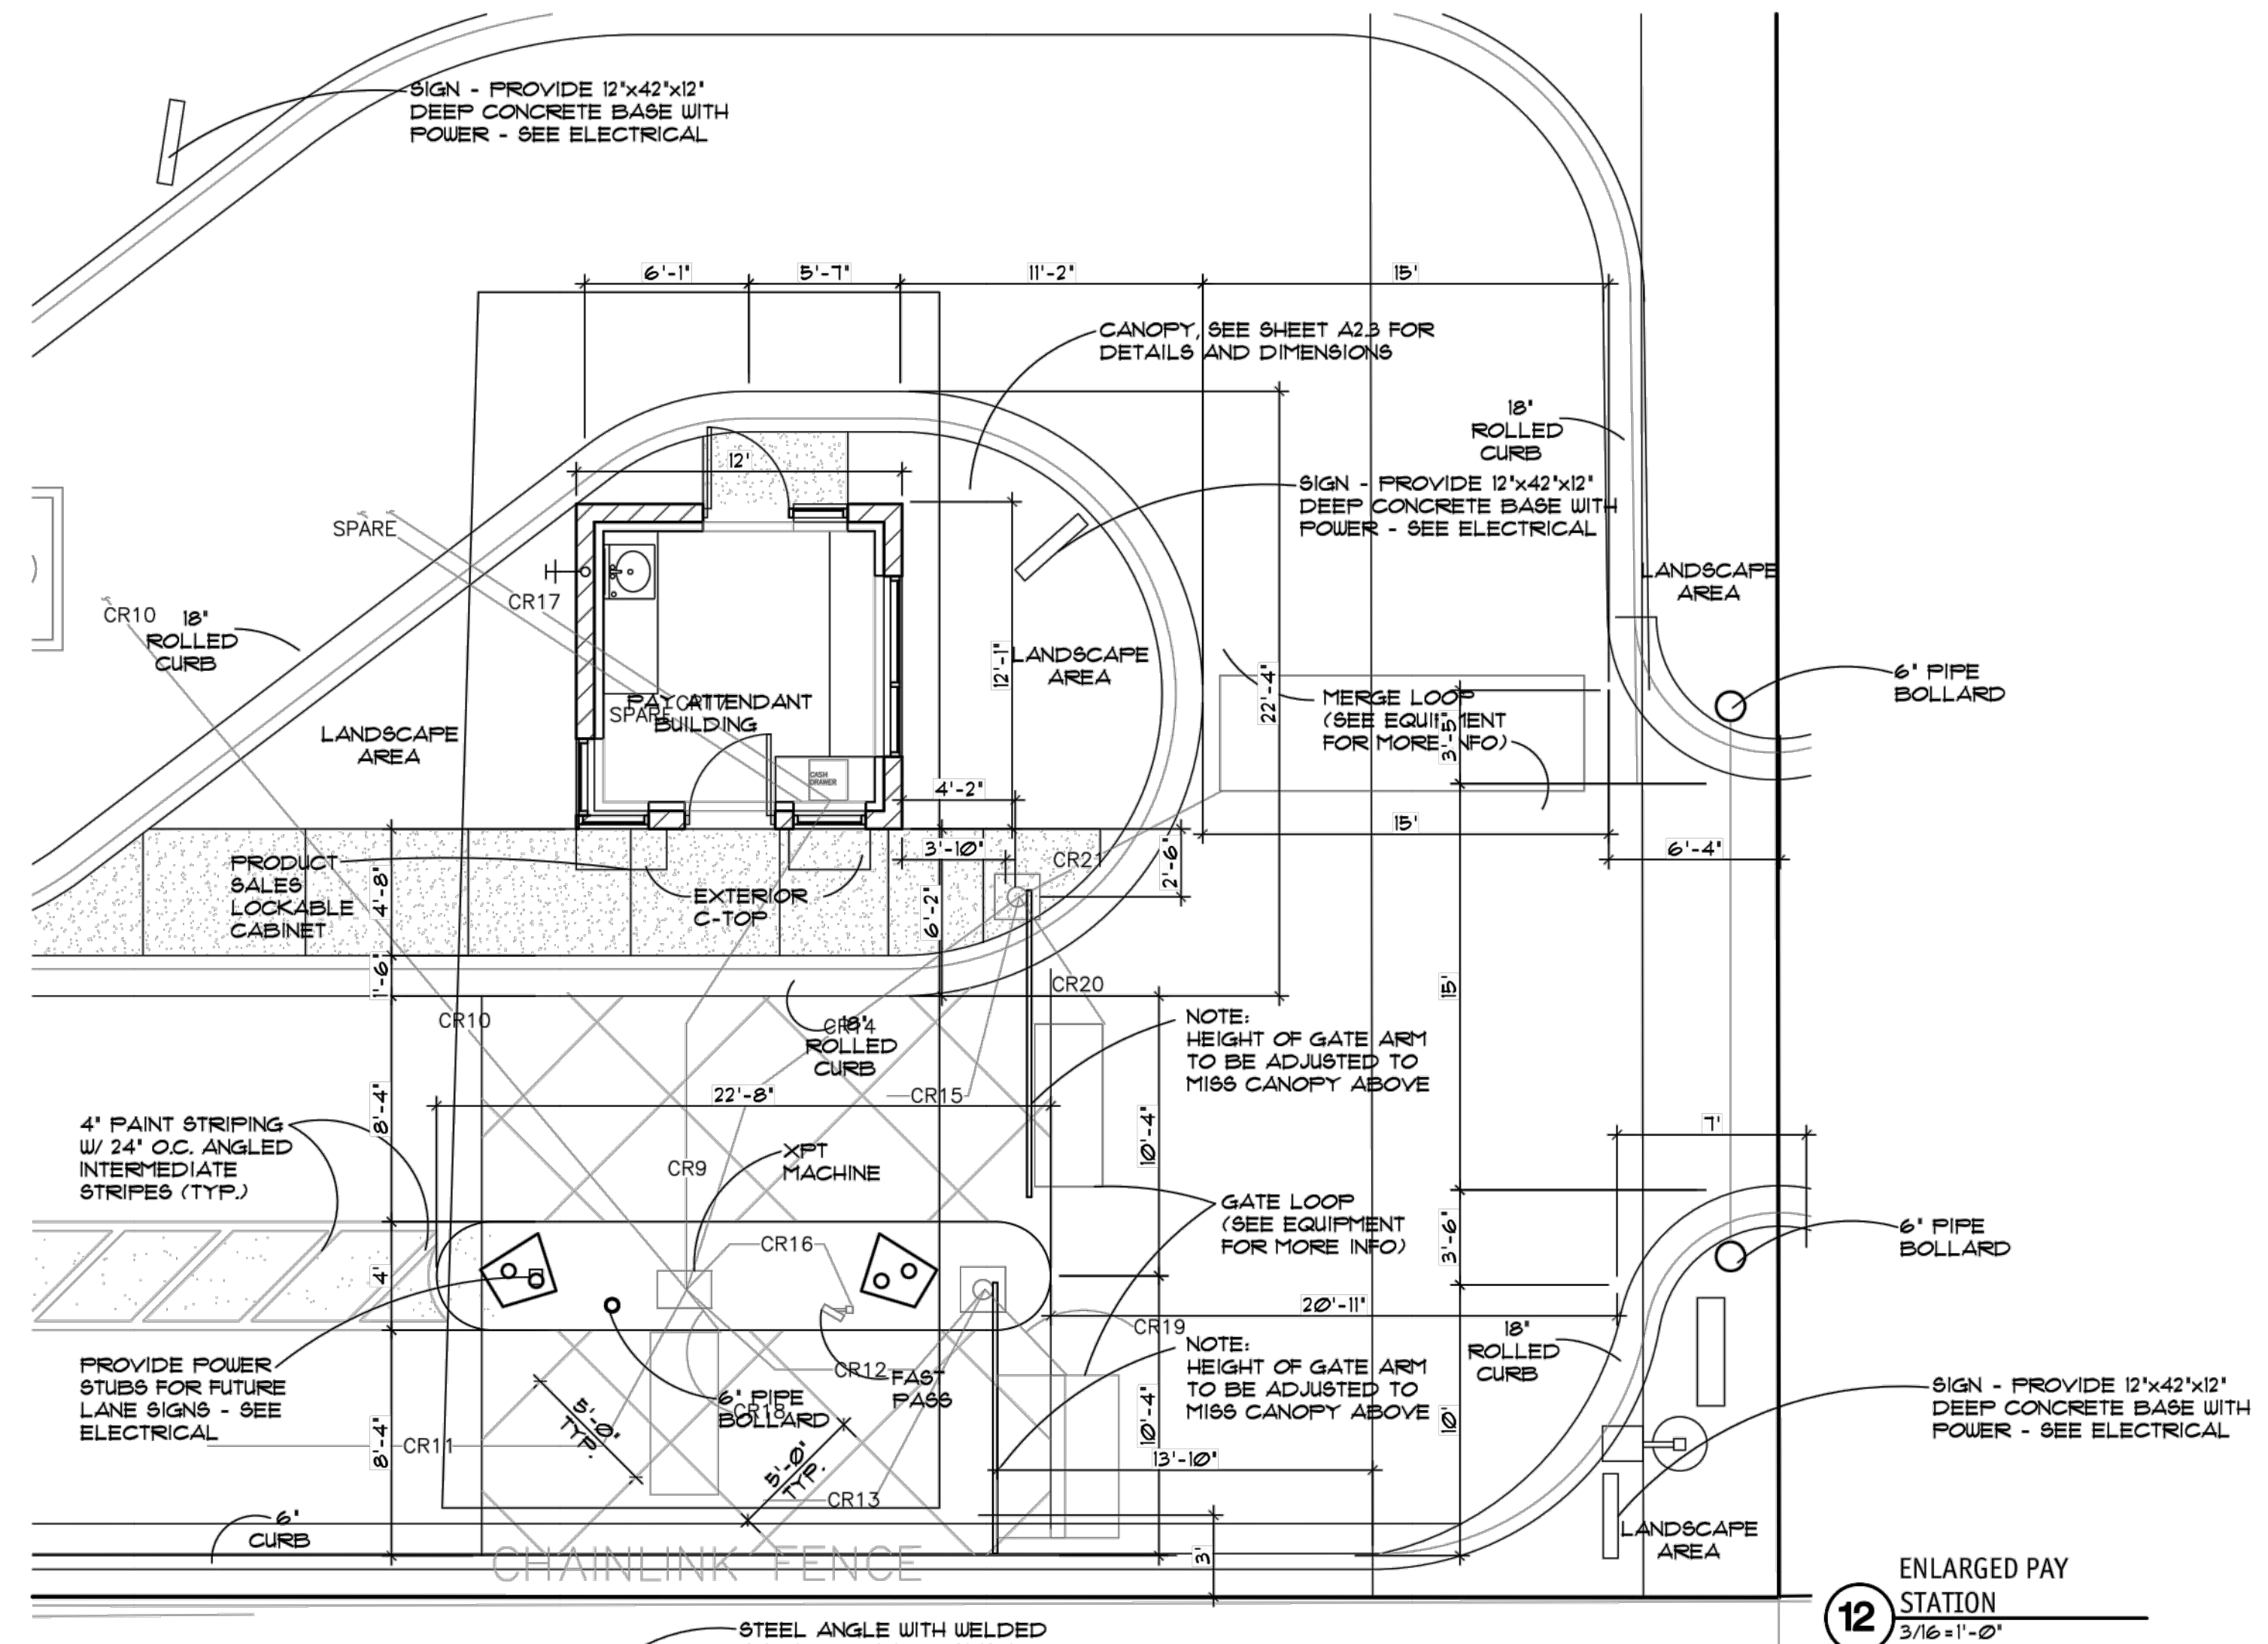 SIGN - PROVIDE 12"x42"x12"
DEEP CONCRETE BASE WITH
POWER - SEE ELECTRICAL
6'-1"
5'-7"
11'-2"
15'
CANOPY, SEE SHEET A2.3 FOR
DETAILS AND DIMENSIONS
18"
ROLLED
CURB
12'
SIGN - PROVIDE 12"x42"x12"
DEEP CONCRETE BASE WITH
POWER - SEE ELECTRICAL
SPARE
LANDSCAPE
AREA
CR17
CR10
18"
ROLLED
CURB
12'-1"
LANDSCAPE
AREA
22'-4"
6" PIPE
BOLLARD
MERGE LOOP
(SEE EQUIPMENT
FOR MORE INFO)
3'-5"
SPARE
CR17
PAY ATTENDANT
BUILDING
LANDSCAPE
AREA
CASH
DRAWER
4'-2"
15'
6'-4"
3'-10"
CR21
2'-6"
PRODUCT
SALES
LOCKABLE
CABINET
4'-8"
EXTERIOR
C-TOP
6'-2"
1'-6"
CR20
15'
CR10
CR14
18"
ROLLED
CURB
NOTE:
HEIGHT OF GATE ARM
TO BE ADJUSTED TO
MISS CANOPY ABOVE
22'-8"
CR15
8'-4"
4" PAINT STRIPING
W/ 24" O.C. ANGLED
INTERMEDIATE
STRIPES (TYP.)
10'-4"
7'
XPT
MACHINE
CR9
GATE LOOP
(SEE EQUIPMENT
FOR MORE INFO)
3'-6"
6" PIPE
BOLLARD
CR16
4'
20'-11"
CR19
18"
ROLLED
CURB
NOTE:
HEIGHT OF GATE ARM
TO BE ADJUSTED TO
MISS CANOPY ABOVE
PROVIDE POWER
STUBS FOR FUTURE
LANE SIGNS - SEE
ELECTRICAL
CR12
FAST
PASS
6" PIPE
BOLLARD
CR18
SIGN - PROVIDE 12"x42"x12"
DEEP CONCRETE BASE WITH
POWER - SEE ELECTRICAL
5'-0"
TYP.
5'-0"
TYP.
8'-4"
CR11
10'-4"
10'
13'-10"
CR13
6"
CURB
LANDSCAPE
AREA
3'
CHAINLINK FENCE
12
ENLARGED PAY
STATION
3/16=1'-0"
STEEL ANGLE WITH WELDED